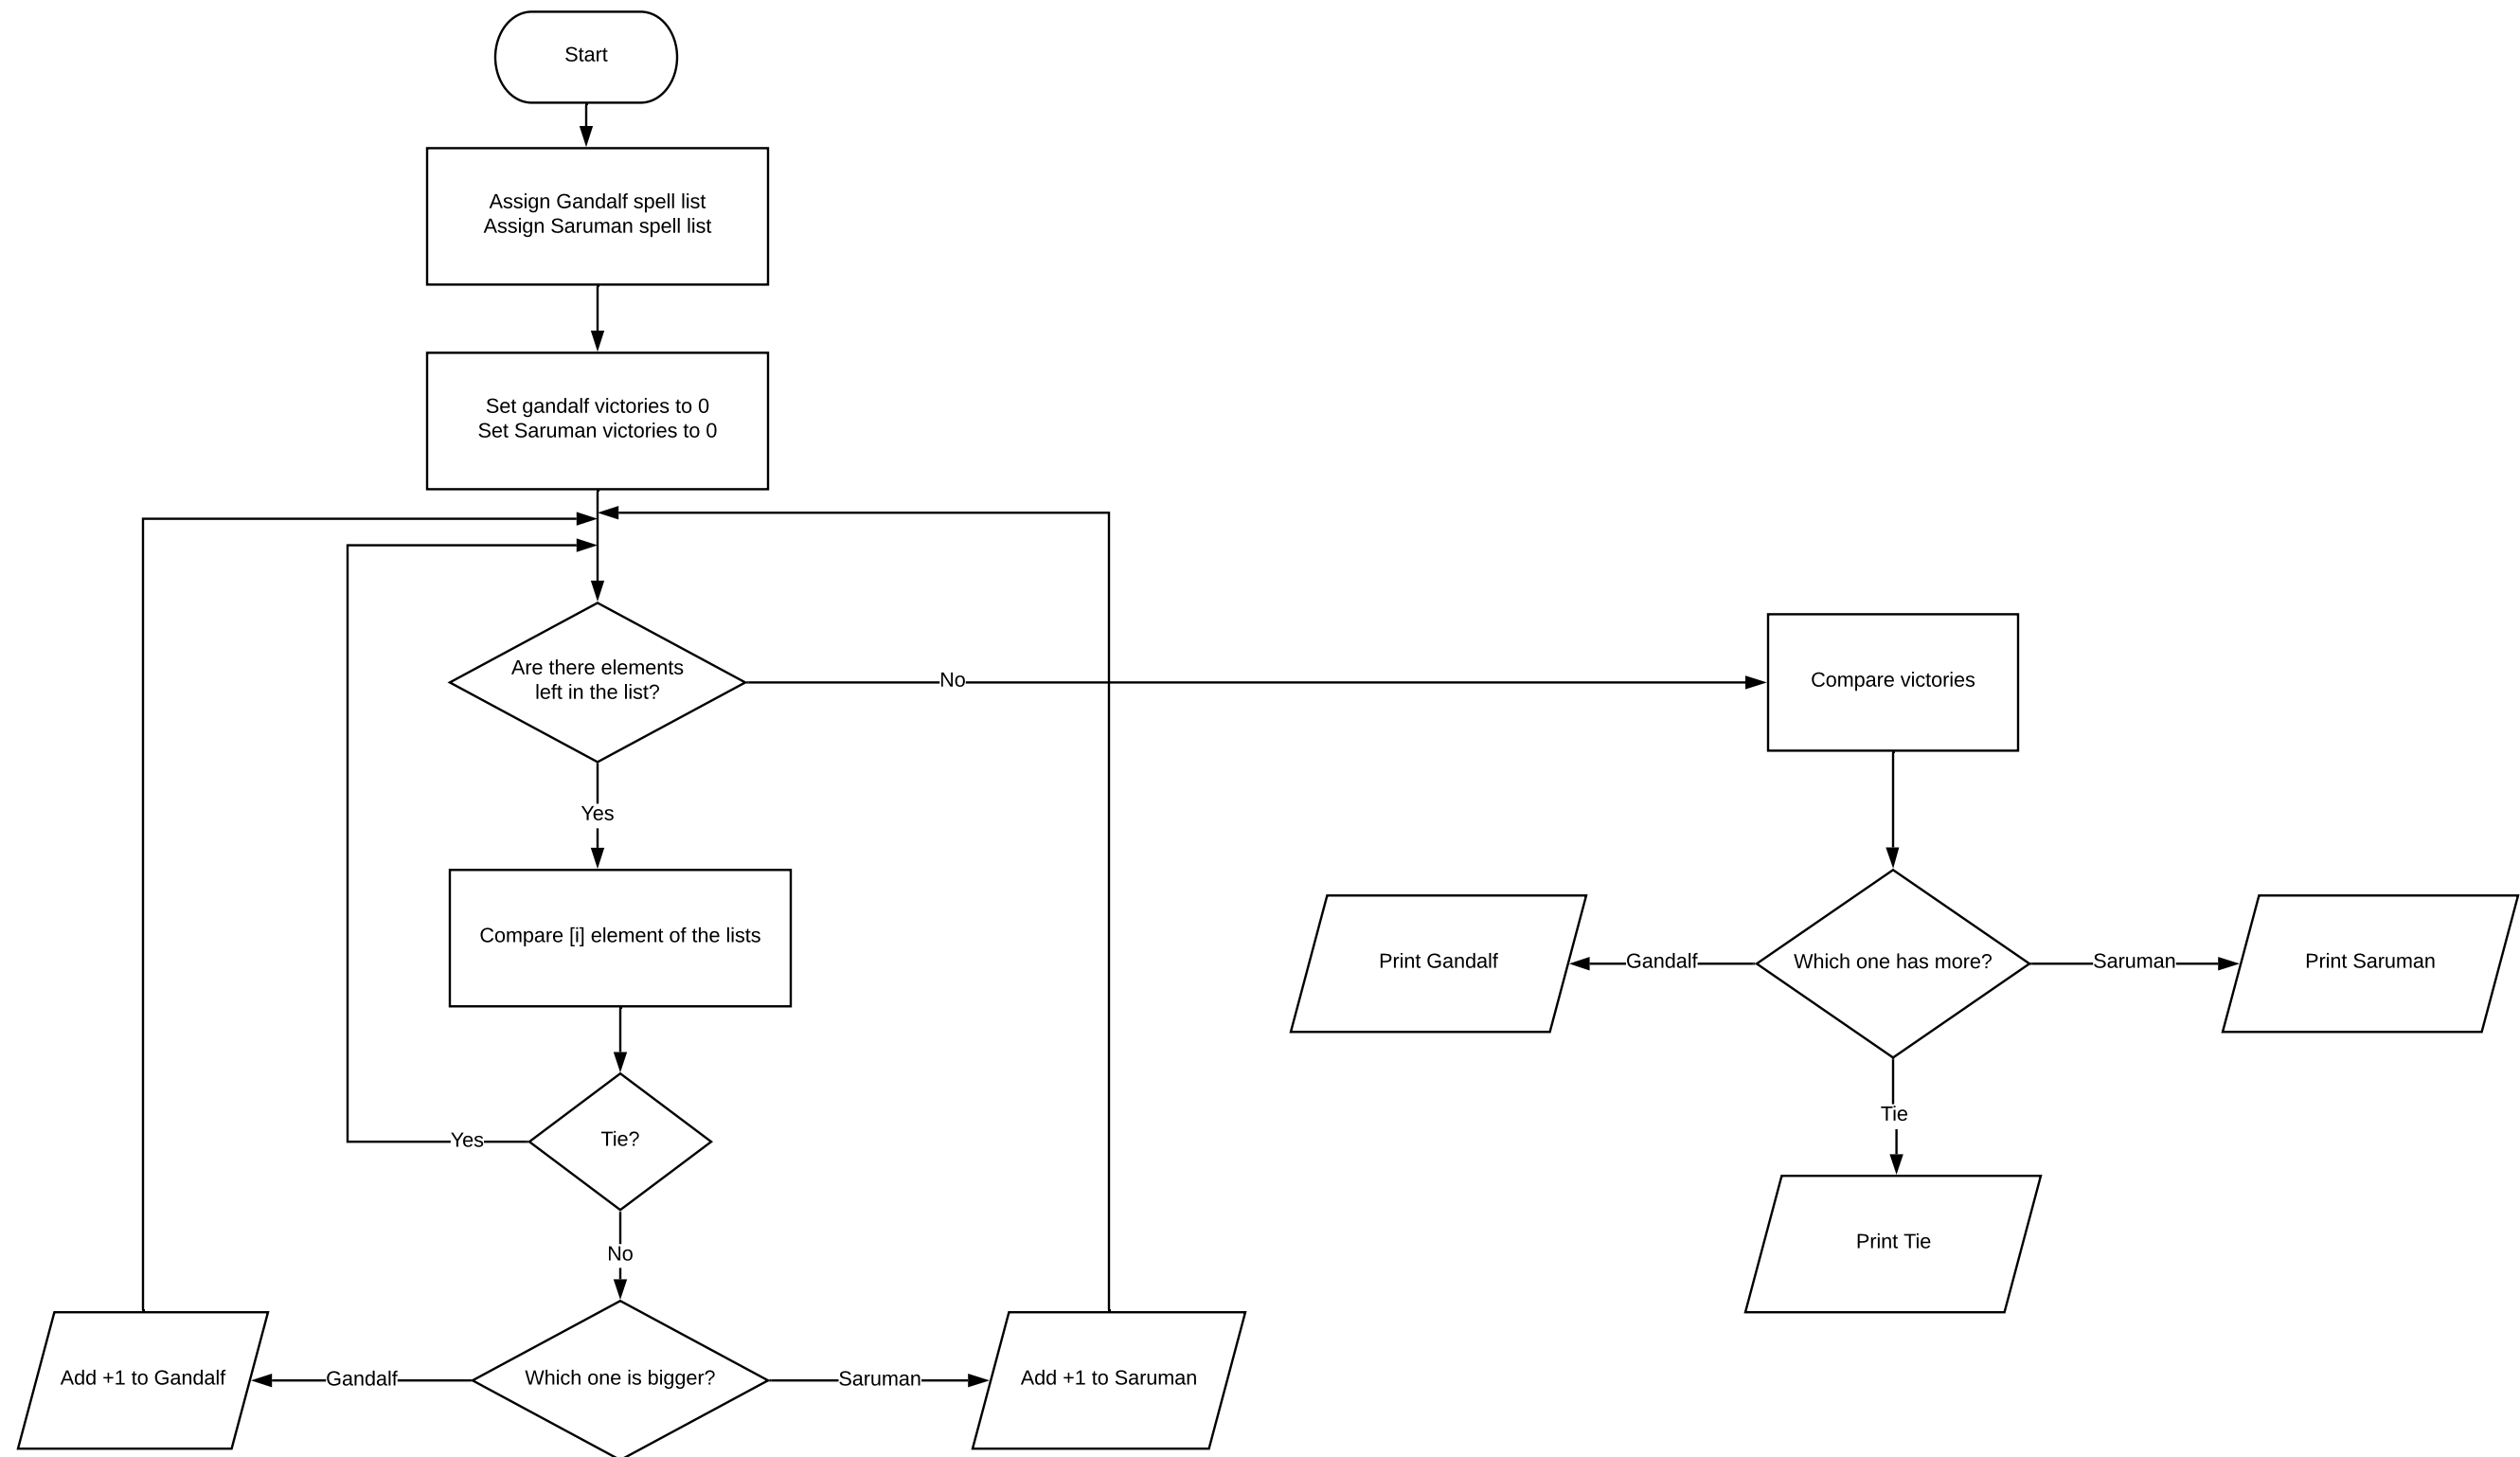 Start
Assign Gandalf spell list
Assign Saruman spell list
Set gandalf victories to 0
Set Saruman victories to 0
Are there elements
left in the list?
No
Compare victories
Yes
Compare [i] element of the lists
Print Gandalf
Gandalf
Which one has more?
Saruman
Print Saruman
Tie
Yes
Tie?
Print Tie
No
Add +1 to Gandalf
Gandalf
Which one is bigger?
Saruman
Add +1 to Saruman